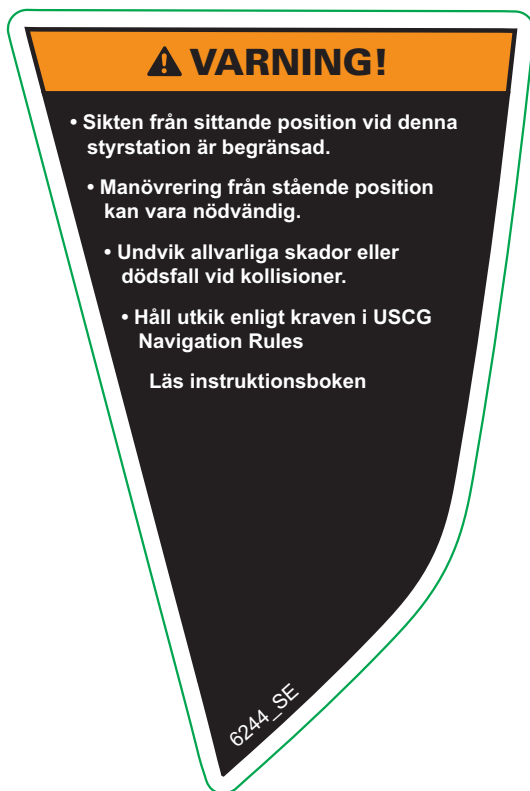 VARNING!
• Sikten från sittande position vid denna
styrstation är begränsad.
• Manövrering från stående position
kan vara nödvändig.
• Undvik allvarliga skador eller
dödsfall vid kollisioner.
• Håll utkik enligt kraven i USCG
Navigation Rules
Läs instruktionsboken
6244_SE